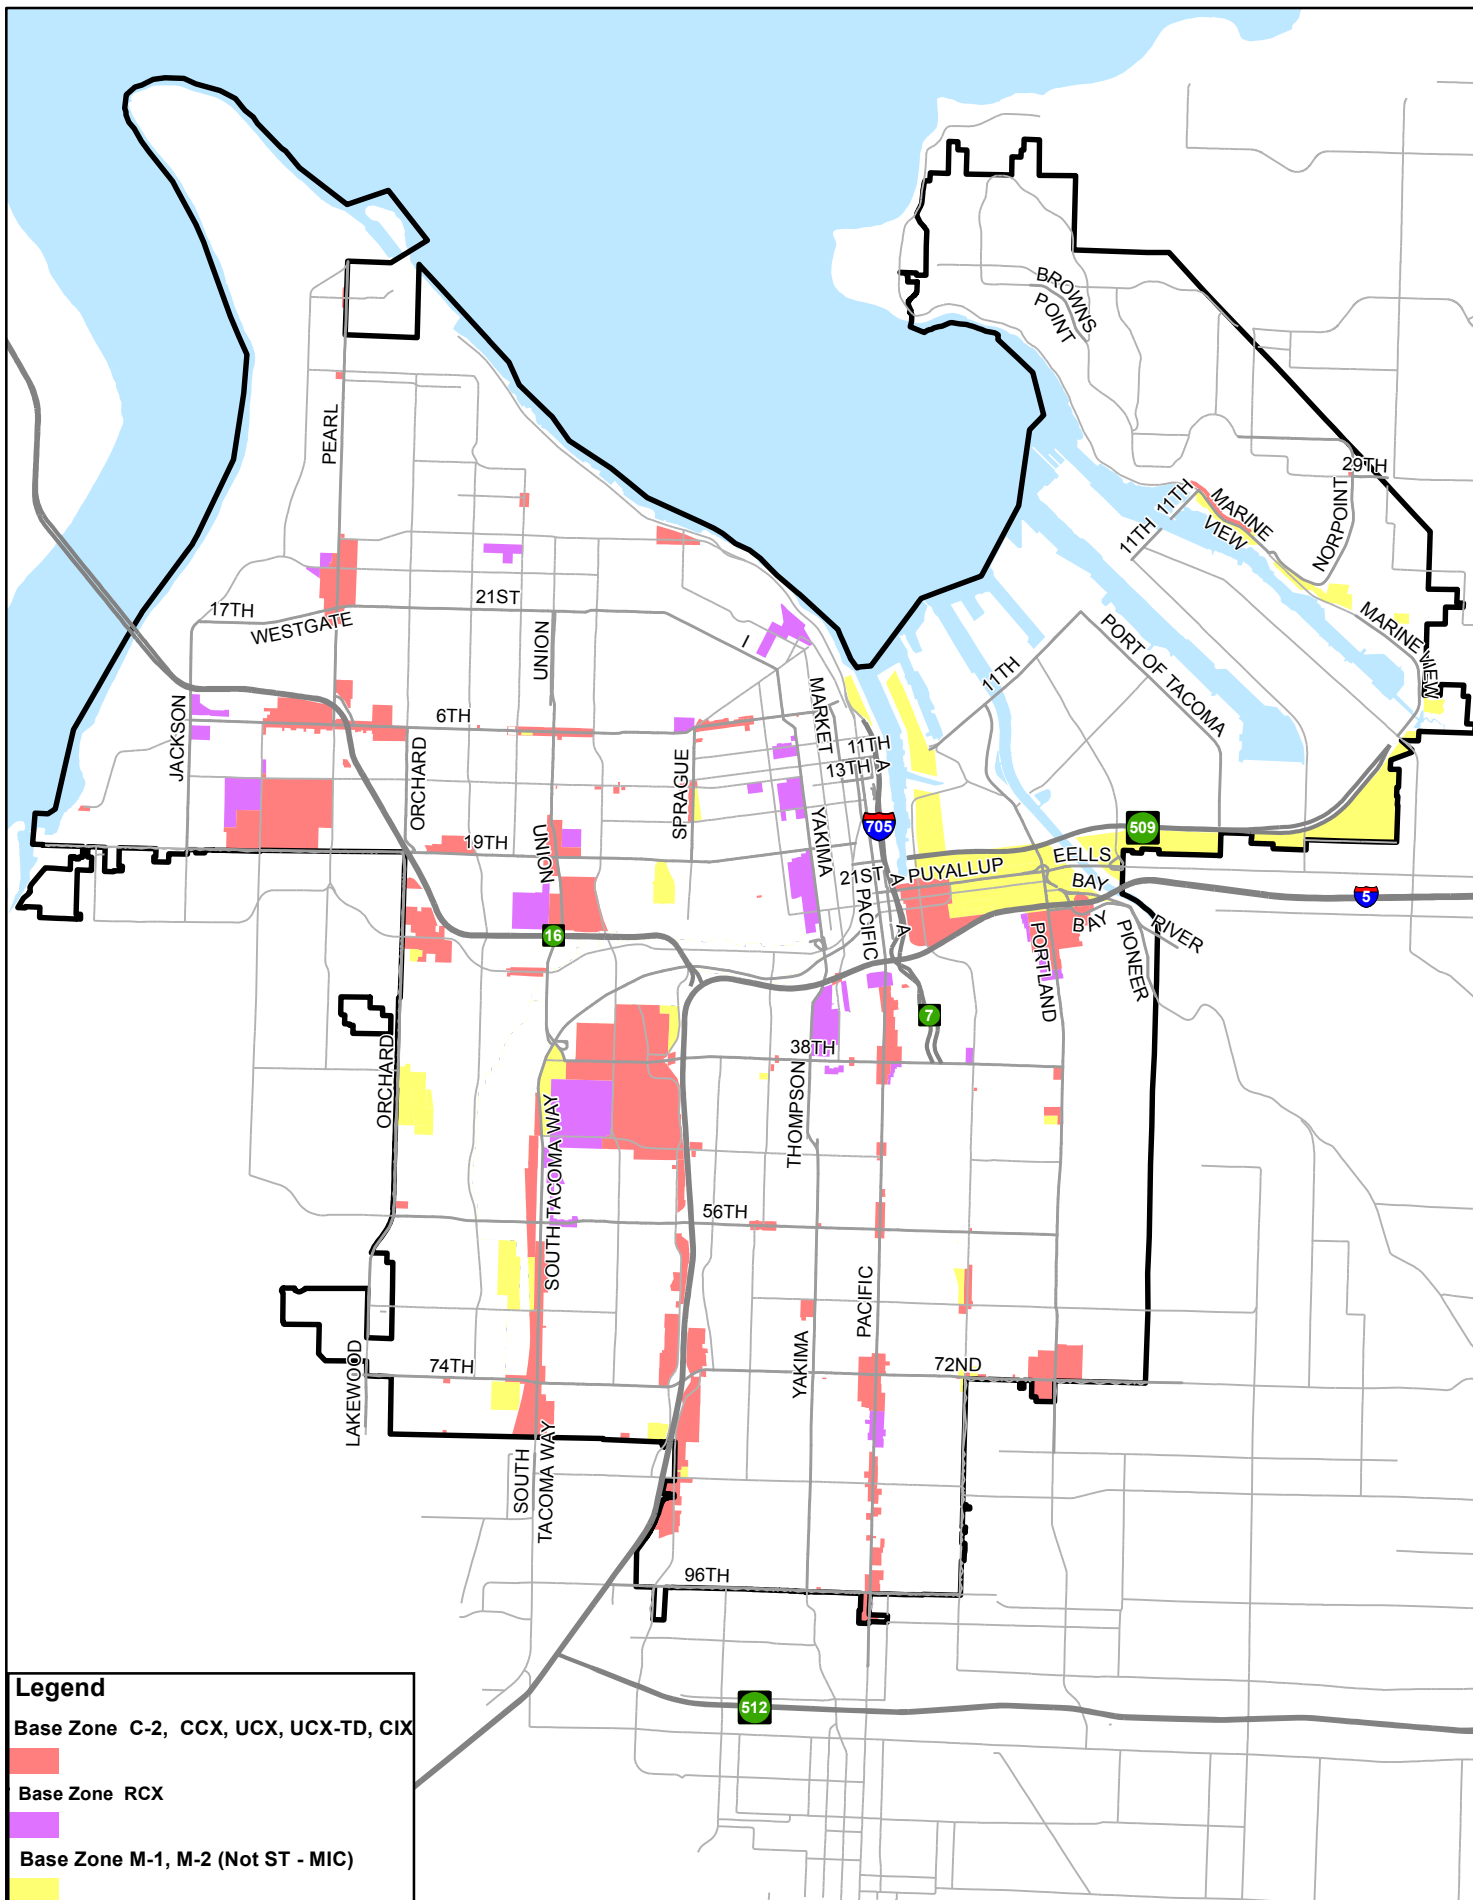 BROWNS
POINT
PEARL
29TH
11TH
MARINE
VIEW
11TH
NORPOINT
17TH
WESTGATE
21ST
UNION
I
MARINE VIEW
PORT OF TACOMA
11TH
JACKSON
6TH
ORCHARD
SPRAGUE
MARKET
11TH
A
13TH
YAKIMA
705
509
19TH
UNION
21ST
A
PUYALLUP
EELLS
BAY
5
PACIFIC
A
BAY
RIVER
PIONEER
PORTLAND
16
7
38TH
ORCHARD
THOMPSON
SOUTH TACOMA WAY
56TH
PACIFIC
YAKIMA
74TH
72ND
LAKEWOOD
SOUTH
TACOMA WAY
96TH
512
Legend
Base Zone C-2, CCX, UCX, UCX-TD, CIX
Base Zone RCX
Base Zone M-1, M-2 (Not ST - MIC)